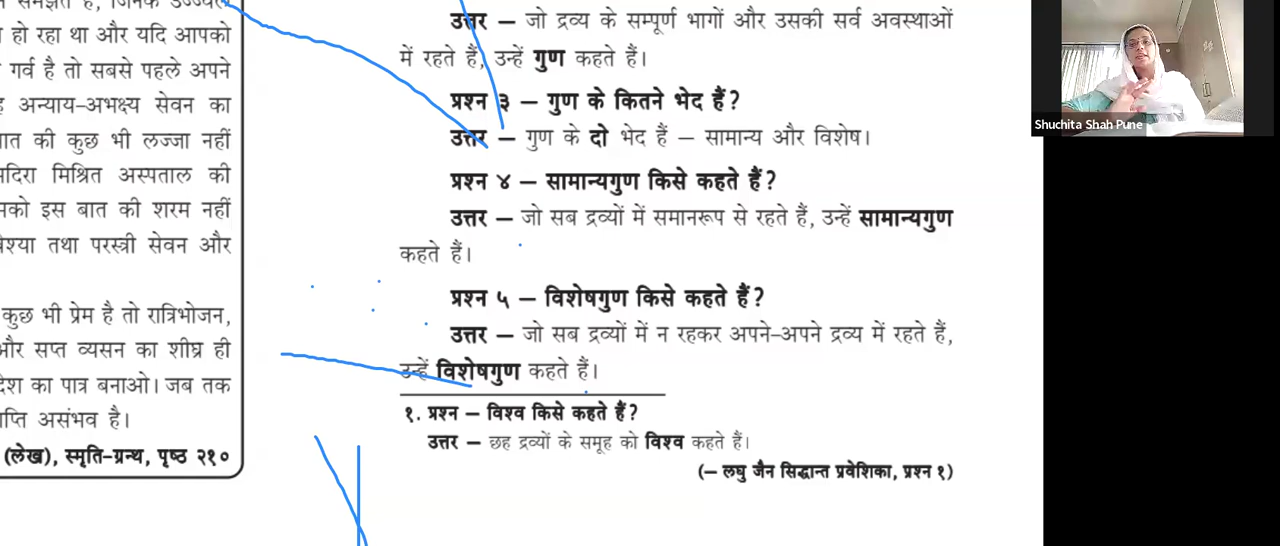 समझते है, जिनके उज्ज्वल
हो रहा था और यदि आपको
गर्व है तो सबसे पहले अपने
अन्याय–अभक्ष्य सेवन का
बात की कुछ भी लज्जा नहीं
मदिरा मिश्रित अस्पताल की
मको इस बात की शरम नहीं
वेश्या तथा परस्त्री सेवन और
कुछ भी प्रेम है तो रात्रिभोजन,
और सप्त व्यसन का शीघ्र ही
देश का पात्र बनाओ। जब तक
प्राप्ति असंभव है।
(लेख), स्मृति-ग्रन्थ, पृष्ठ २१०
उत्तर – जो द्रव्य के सम्पूर्ण भागों और उसकी सर्व अवस्थाओं
में रहते हैं, उन्हें गुण कहते हैं।
प्रश्न ३ – गुण के कितने भेद हैं?
उत्तर – गुण के दो भेद हैं – सामान्य और विशेष।
प्रश्न ४ – सामान्यगुण किसे कहते हैं?
उत्तर – जो सब द्रव्यों में समानरूप से रहते हैं, उन्हें सामान्यगुण
कहते हैं।
प्रश्न ५ – विशेषगुण किसे कहते हैं?
उत्तर – जो सब द्रव्यों में न रहकर अपने–अपने द्रव्य में रहते हैं,
उन्हें विशेषगुण कहते हैं।
१. प्रश्न – विश्व किसे कहते हैं?
उत्तर – छह द्रव्यों के समूह को विश्व कहते हैं।
(– लघु जैन सिद्धान्त प्रवेशिका, प्रश्न १)
Shuchita Shah Pune